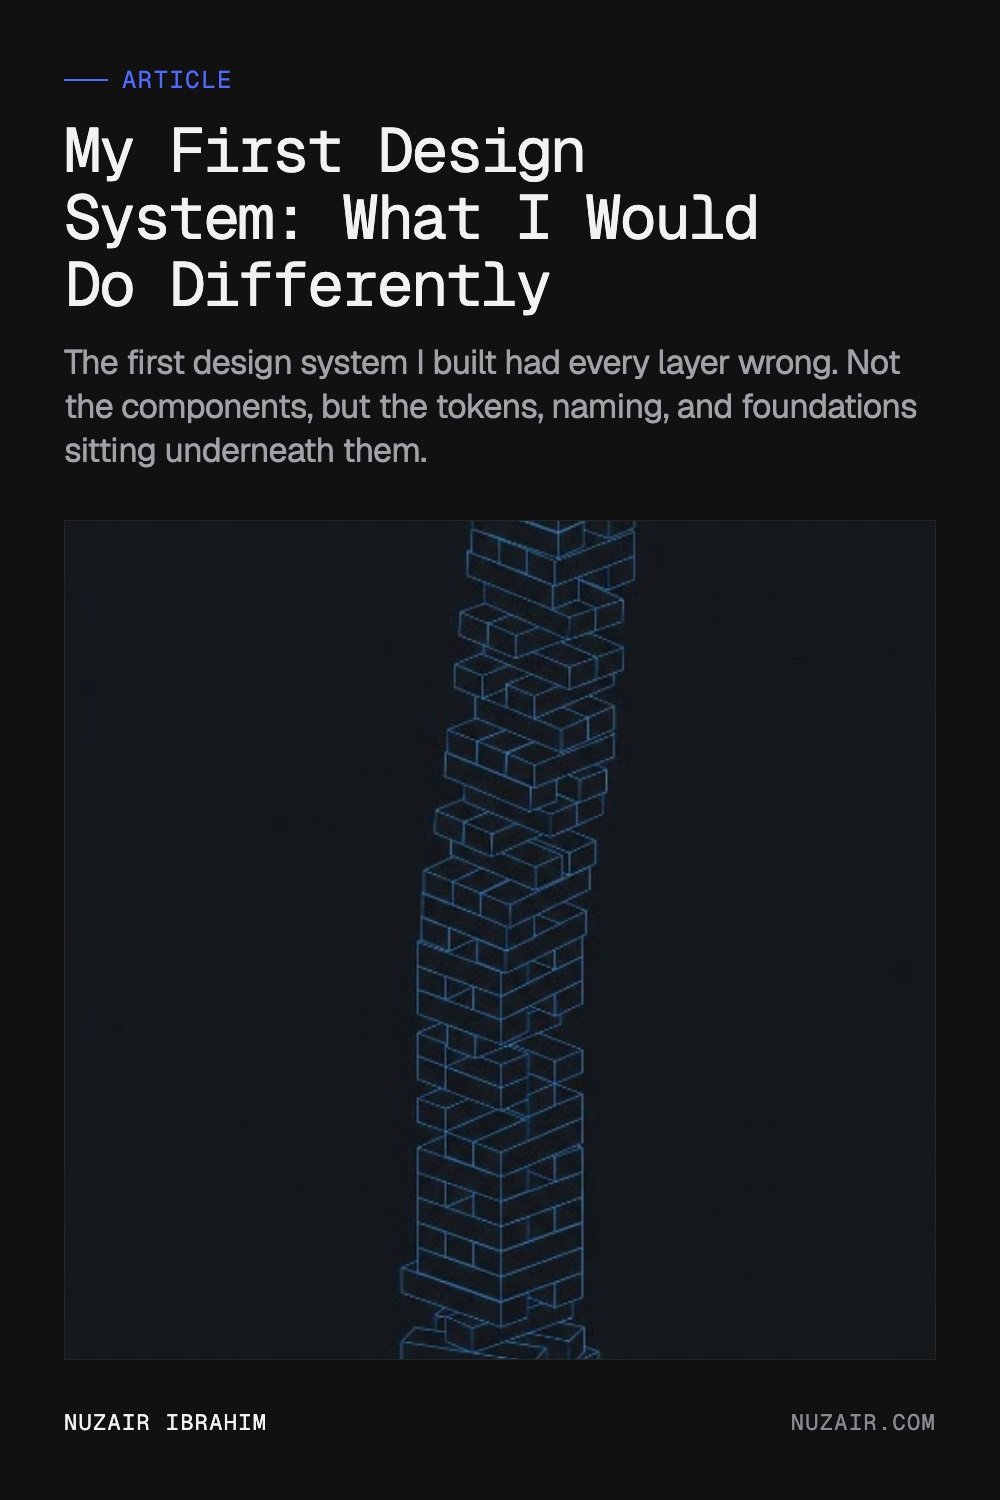 ARTICLE
My First Design
System: What I Would
Do Differently
The first design system I built had every layer wrong. Not
the components, but the tokens, naming, and foundations
sitting underneath them.
NUZAIR IBRAHIM
NUZAIR.COM